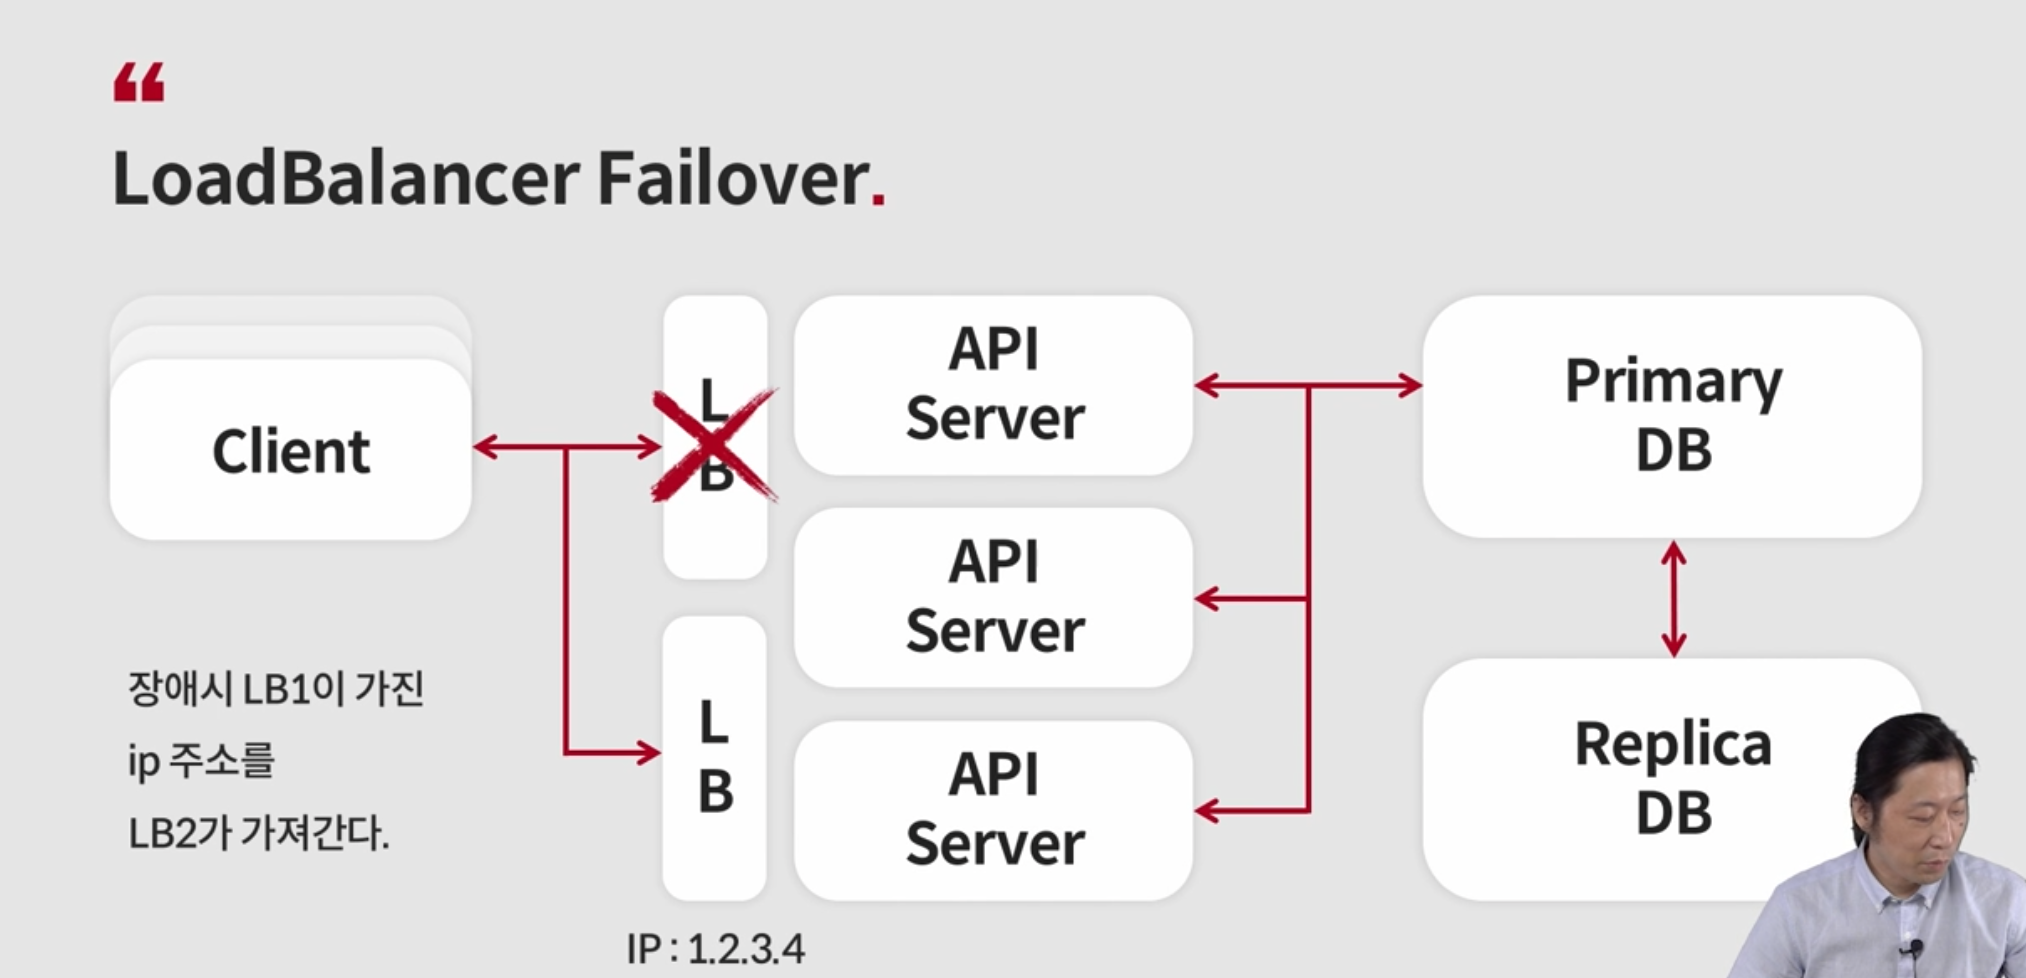 “
LoadBalancer Failover.
Client
L
B
API
Server
Primary
DB
API
Server
장애시 LB1이 가진
ip 주소를
LB2가 가져간다.
L
B
API
Server
Replica
DB
IP : 1.2.3.4